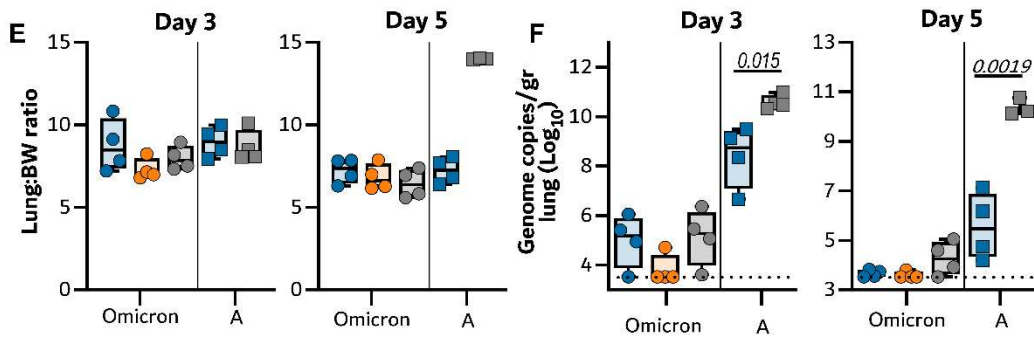 E
Day 3
Day 5
Lung:BW ratio
15
10
5
0
Omicron
A
15
10
5
0
Omicron
A
F
Day 3
Day 5
Genome copies/gr
lung (Log10)
12
10
8
6
4
0.015
Omicron
A
13
11
9
7
5
3
0.0019
Omicron
A